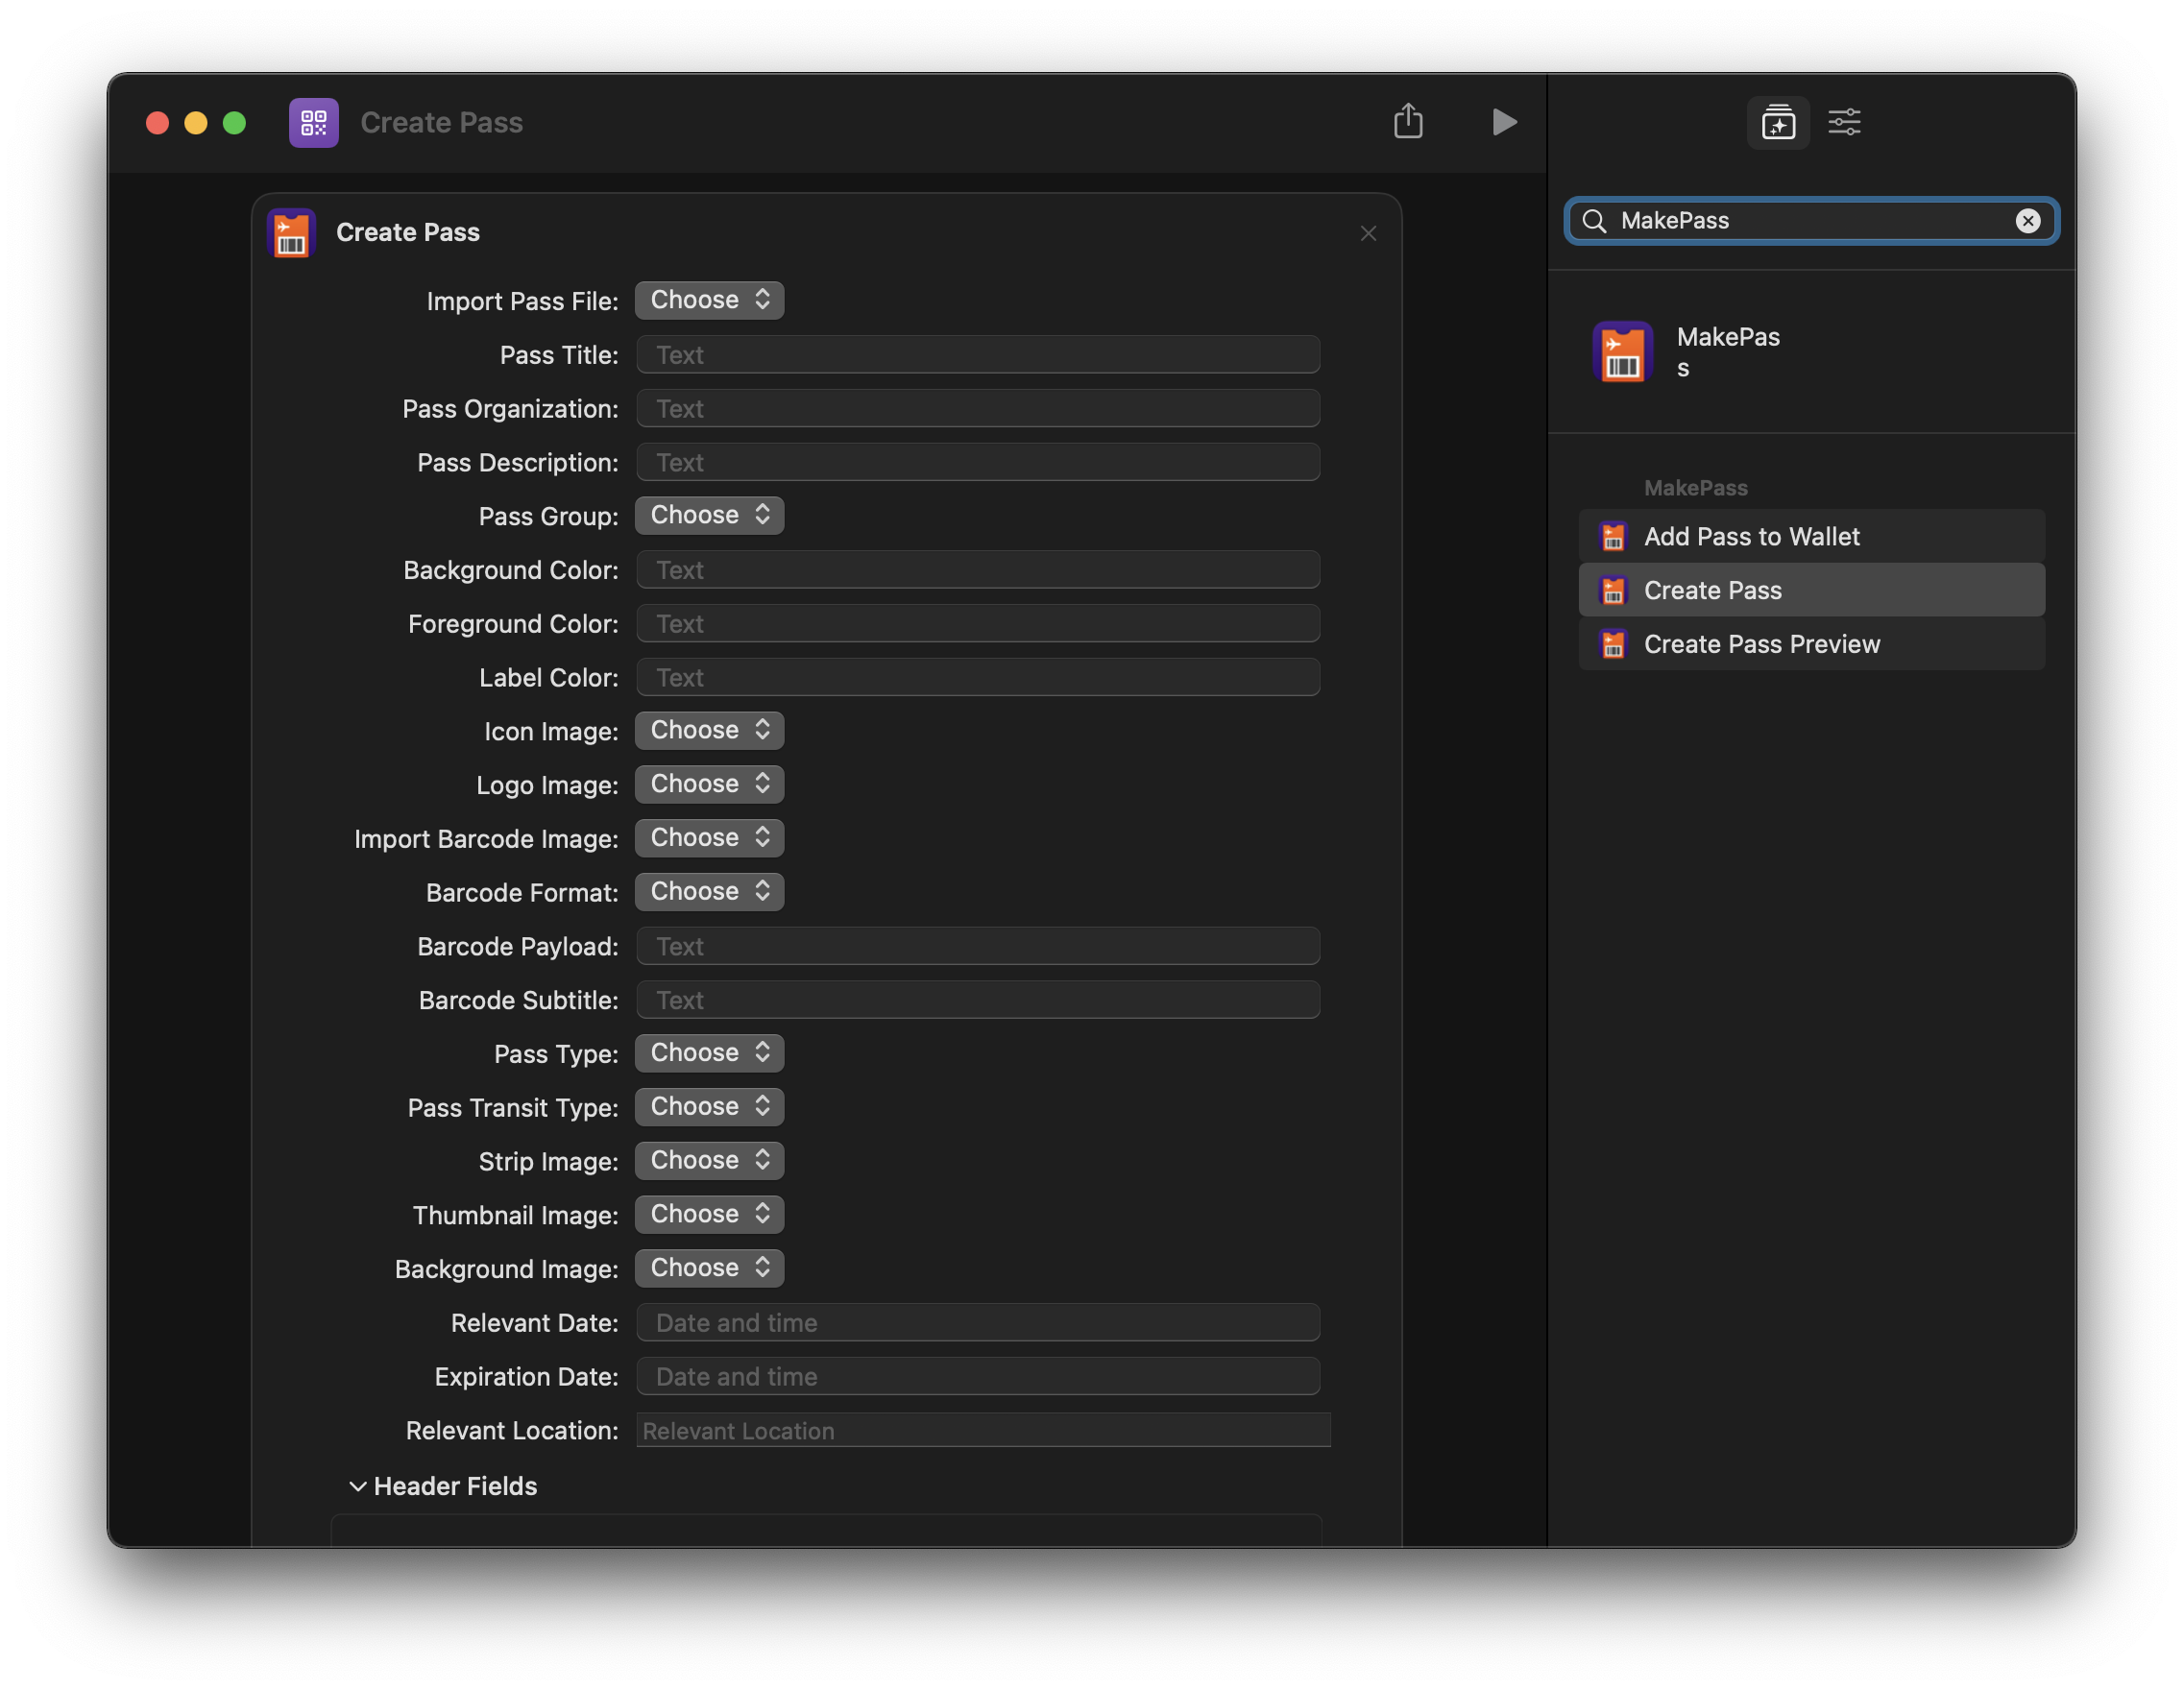 Create Pass
Create Pass
Import Pass File: Choose
Pass Title: Text
Pass Organization: Text
Pass Description: Text
Pass Group: Choose
Background Color: Text
Foreground Color: Text
Label Color: Text
Icon Image: Choose
Logo Image: Choose
Import Barcode Image: Choose
Barcode Format: Choose
Barcode Payload: Text
Barcode Subtitle: Text
Pass Type: Choose
Pass Transit Type: Choose
Strip Image: Choose
Thumbnail Image: Choose
Background Image: Choose
Relevant Date: Date and time
Expiration Date: Date and time
Relevant Location: Relevant Location
Header Fields
MakePass
MakePas
s
MakePass
Add Pass to Wallet
Create Pass
Create Pass Preview